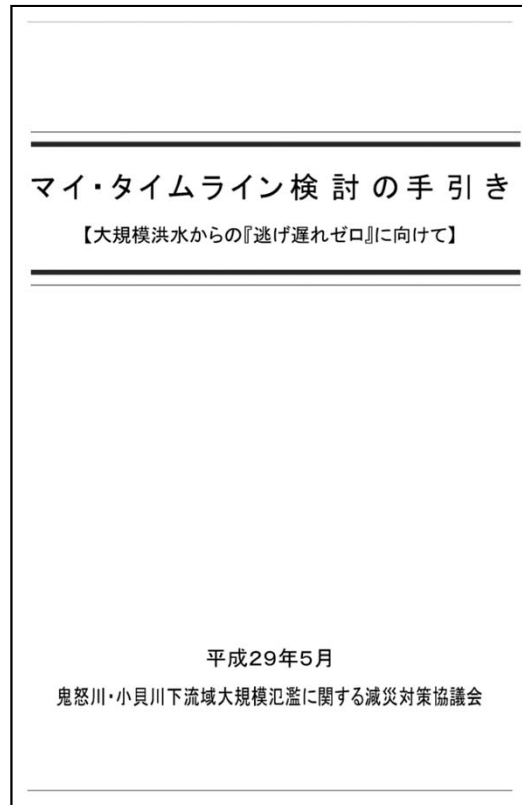 マイ・タイムライン検討の手引き
【大規模洪水からの『逃げ遅れゼロ』に向けて】
平成29年5月
鬼怒川・小貝川下流域大規模氾濫に関する減災対策協議会